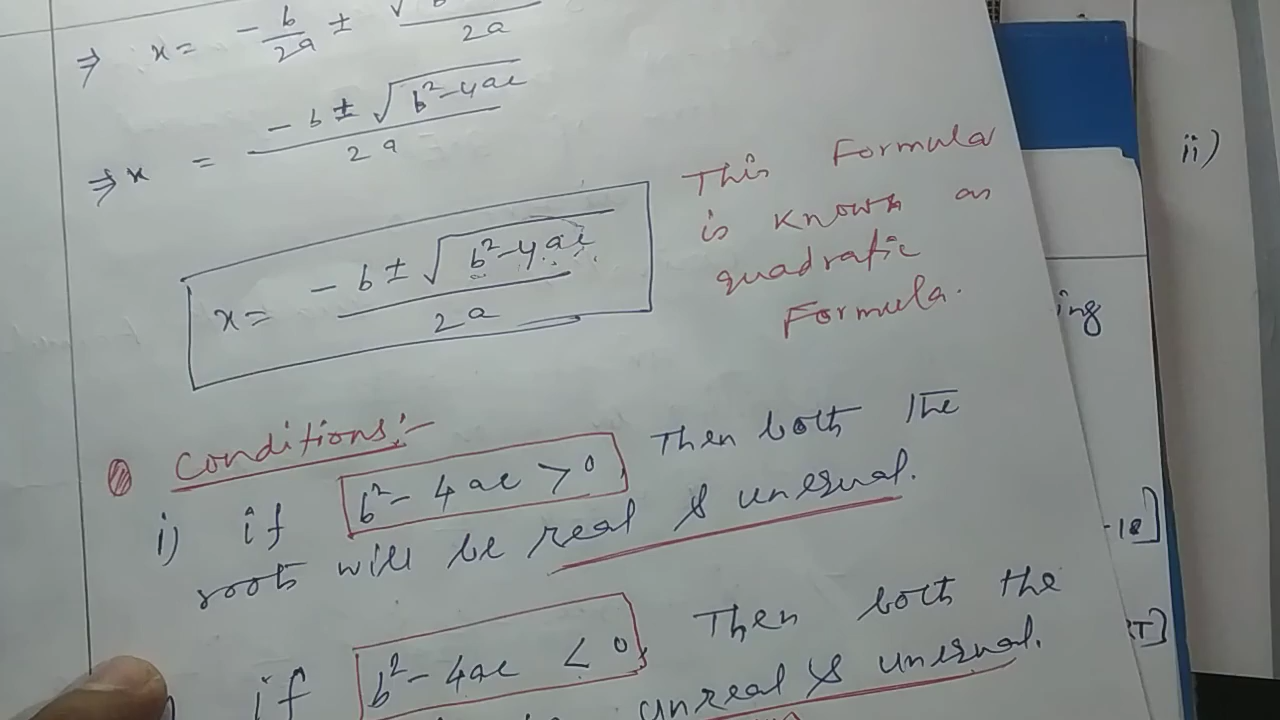 ⇒ x = - b/2a ± √b / 2a
⇒ x = - b ± √b² - 4ac / 2a
x = - b ± √b² - 4ac / 2a
This Formula
is known as
quadratic
Formula.
Conditions:-
i) if b² - 4ac > 0 Then both the
roots will be real & unequal.
if b² - 4ac < 0 Then both the
unreal & unequal.
ii)
ing
-18]
T]